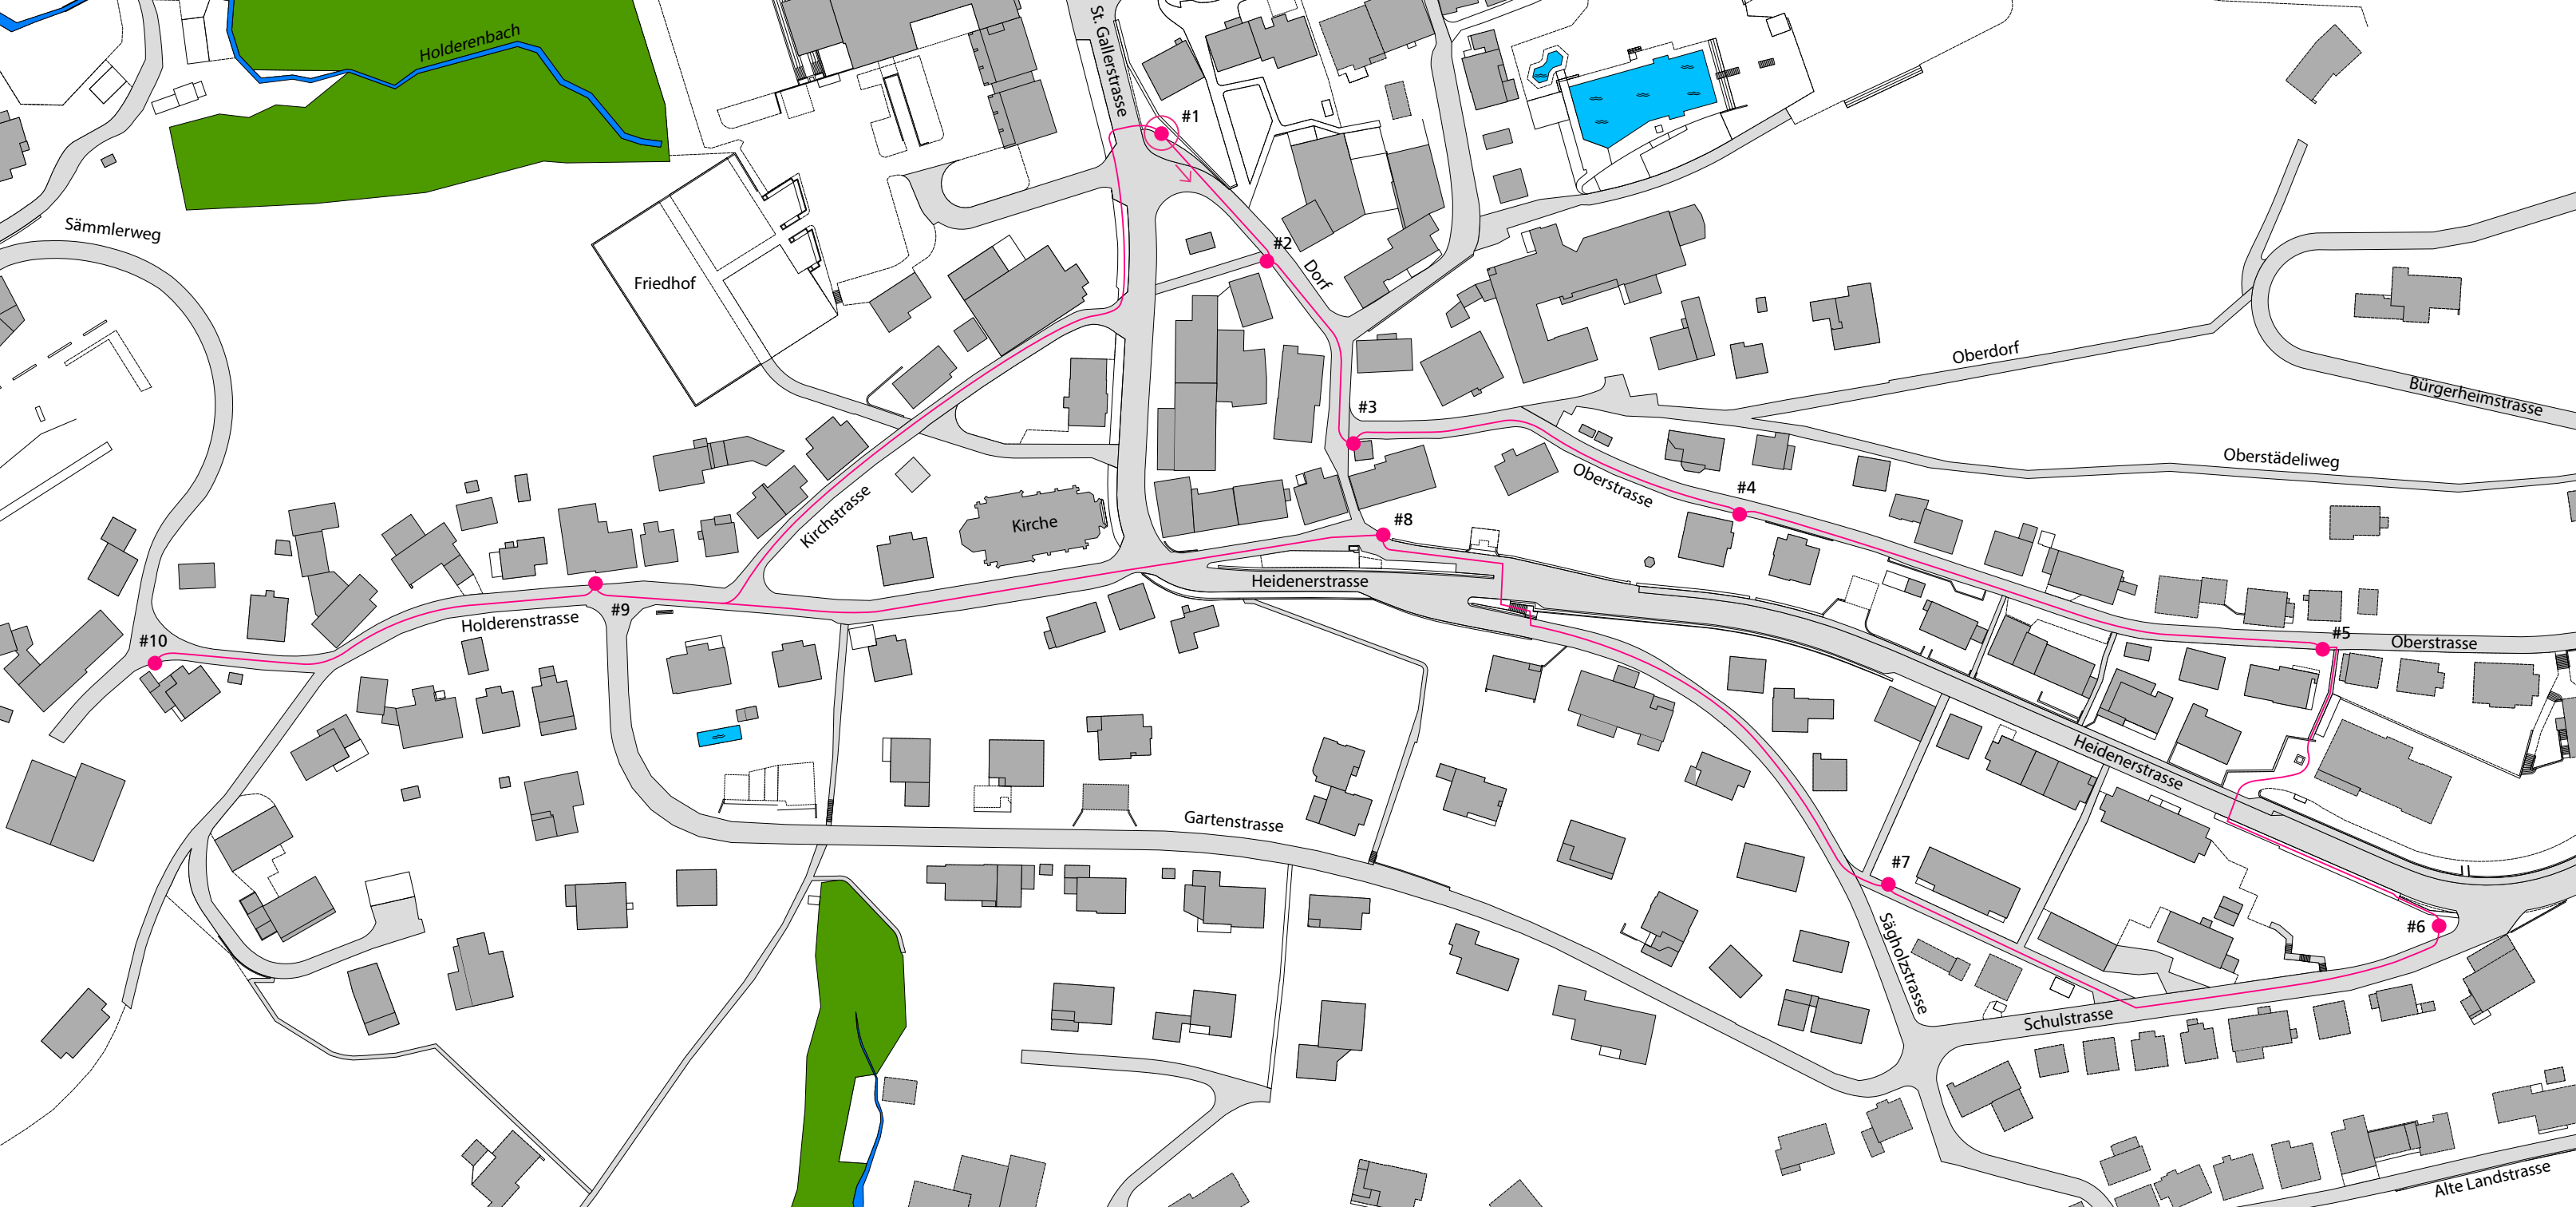 Holderenbach
St. Gallerstrasse
#1
Sämmlerweg
#2
Dorf
Friedhof
Oberdorf
Bürgerheimstrasse
#3
Oberstädeliweg
Oberstrasse
#4
Kirchstrasse
Kirche
#8
Heidenerstrasse
#9
Holderenstrasse
#10
#5
Oberstrasse
Heidenerstrasse
Gartenstrasse
#7
#6
Sägholzstrasse
Schulstrasse
Alte Landstrasse